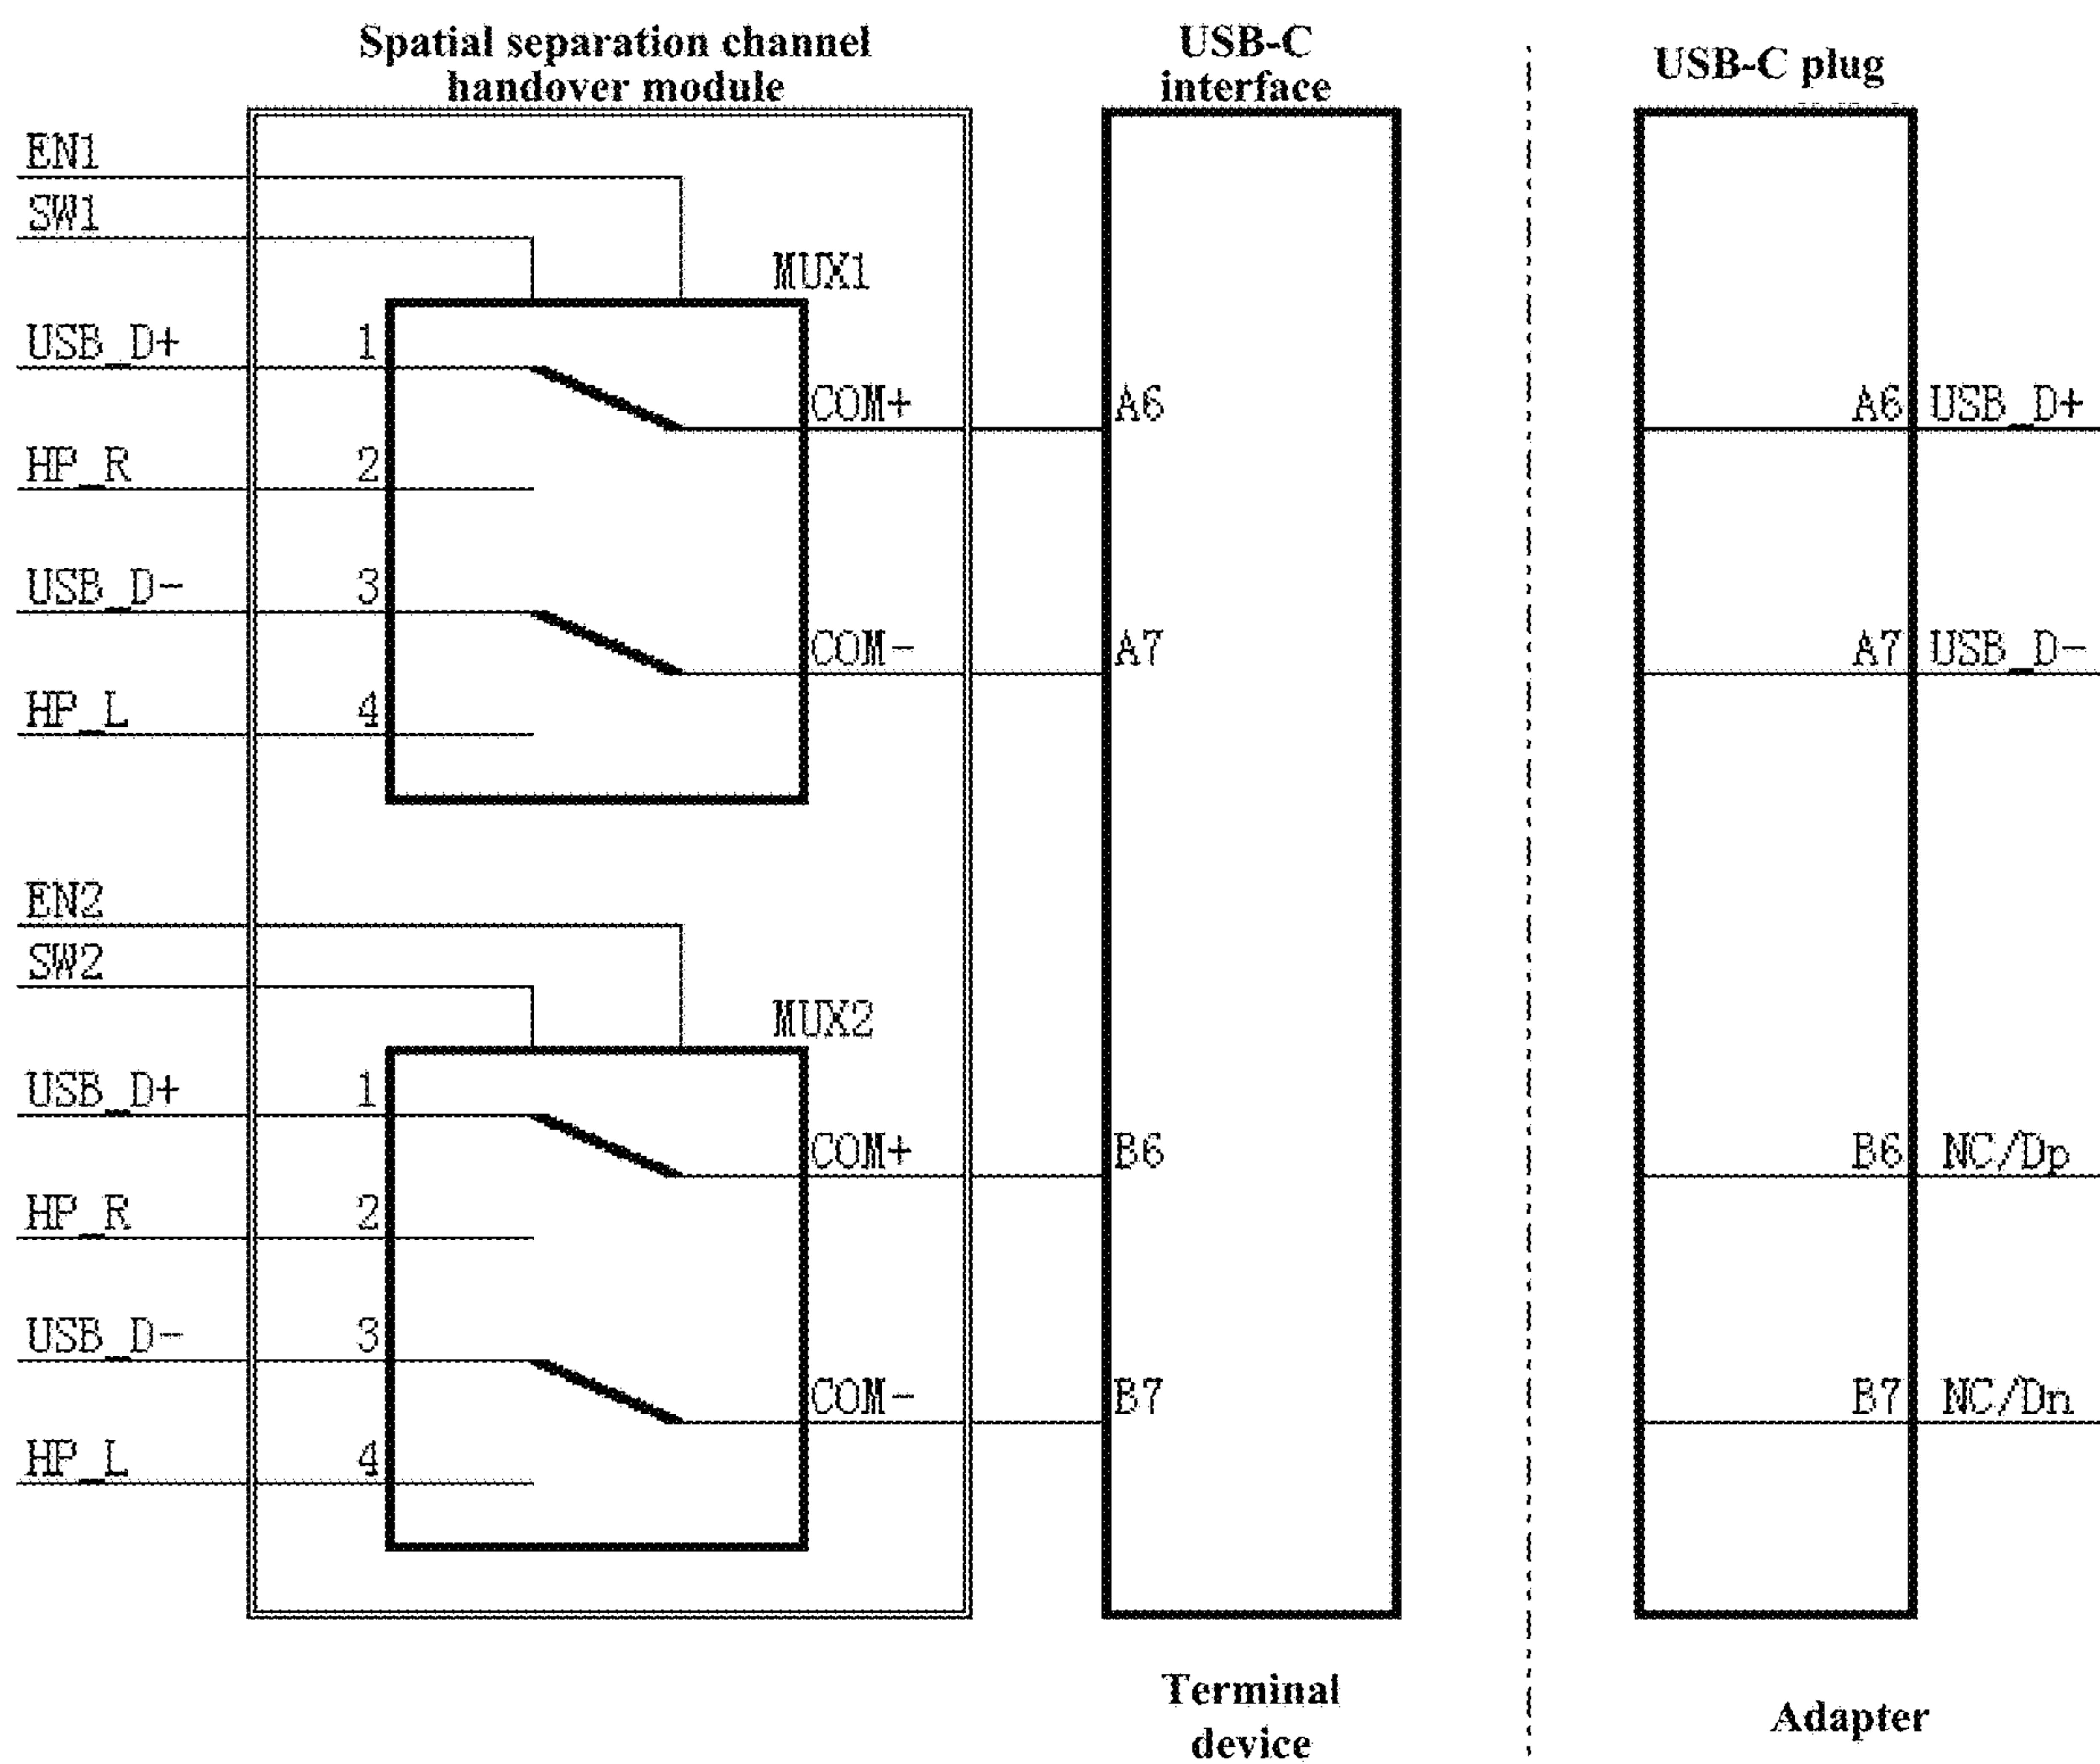 Spatial separation channel
handover module
USB-C
interface
USB-C plug
EN1
SW1
MUX1
USB_D+ 1
COM+ A6
A6 USB_D+
HP_R 2
USB_D- 3
COM- A7
A7 USB_D-
HP_L 4
EN2
SW2
MUX2
USB_D+ 1
COM+ B6
B6 NC/Dp
HP_R 2
USB_D- 3
COM- B7
B7 NC/Dn
HP_L 4
Terminal
device
Adapter